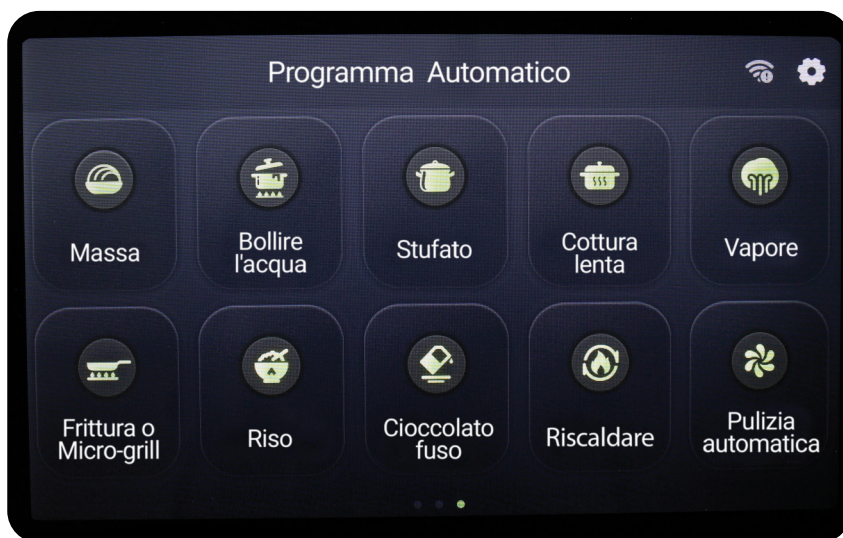 Programma Automatico
Massa
Bollire
l'acqua
Stufato
Cottura
lenta
Vapore
Frittura o
Micro-grill
Riso
Cioccolato
fuso
Riscaldare
Pulizia
automatica